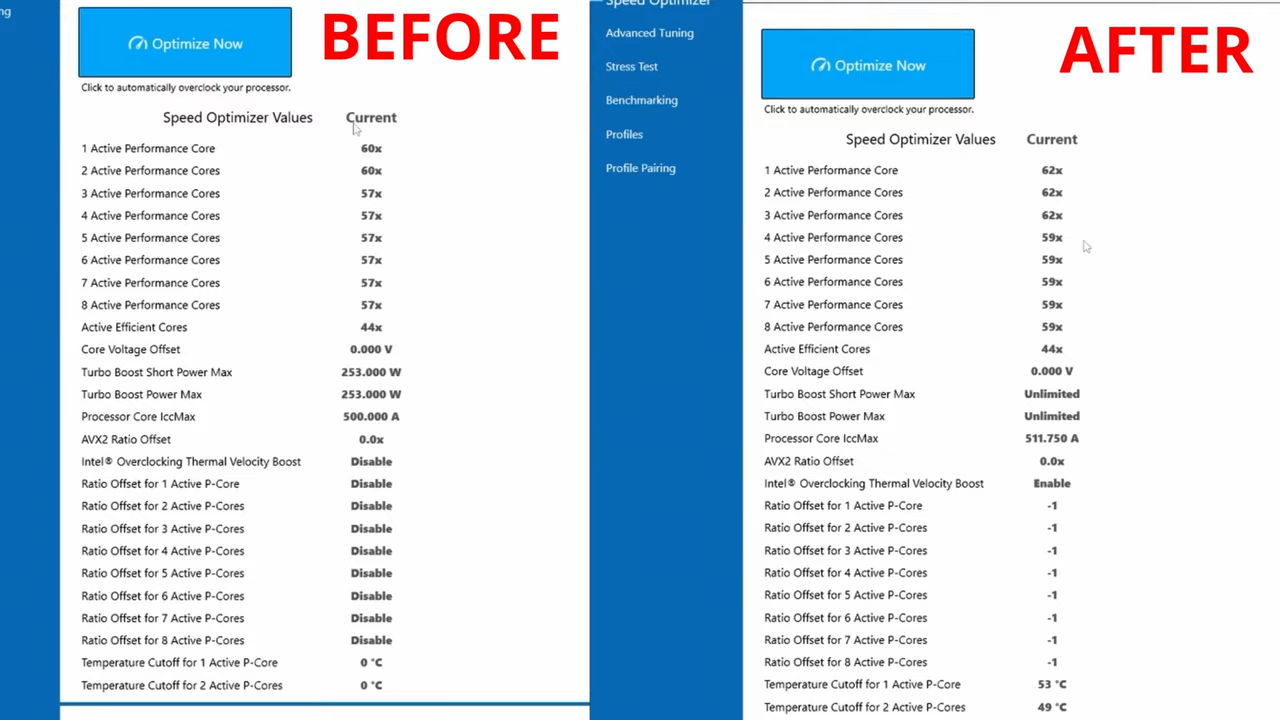 ng
Optimize Now
BEFORE
Click to automatically overclock your processor.
Speed Optimizer Values Current
1 Active Performance Core 60x
2 Active Performance Cores 60x
3 Active Performance Cores 57x
4 Active Performance Cores 57x
5 Active Performance Cores 57x
6 Active Performance Cores 57x
7 Active Performance Cores 57x
8 Active Performance Cores 57x
Active Efficient Cores 44x
Core Voltage Offset 0.000 V
Turbo Boost Short Power Max 253.000 W
Turbo Boost Power Max 253.000 W
Processor Core IccMax 500.000 A
AVX2 Ratio Offset 0.0x
Intel® Overclocking Thermal Velocity Boost Disable
Ratio Offset for 1 Active P-Core Disable
Ratio Offset for 2 Active P-Cores Disable
Ratio Offset for 3 Active P-Cores Disable
Ratio Offset for 4 Active P-Cores Disable
Ratio Offset for 5 Active P-Cores Disable
Ratio Offset for 6 Active P-Cores Disable
Ratio Offset for 7 Active P-Cores Disable
Ratio Offset for 8 Active P-Cores Disable
Temperature Cutoff for 1 Active P-Core 0 °C
Temperature Cutoff for 2 Active P-Cores 0 °C
Speed Optimizer
Advanced Tuning
Stress Test
Benchmarking
Profiles
Profile Pairing
Optimize Now
AFTER
Click to automatically overclock your processor.
Speed Optimizer Values Current
1 Active Performance Core 62x
2 Active Performance Cores 62x
3 Active Performance Cores 62x
4 Active Performance Cores 59x
5 Active Performance Cores 59x
6 Active Performance Cores 59x
7 Active Performance Cores 59x
8 Active Performance Cores 59x
Active Efficient Cores 44x
Core Voltage Offset 0.000 V
Turbo Boost Short Power Max Unlimited
Turbo Boost Power Max Unlimited
Processor Core IccMax 511.750 A
AVX2 Ratio Offset 0.0x
Intel® Overclocking Thermal Velocity Boost Enable
Ratio Offset for 1 Active P-Core -1
Ratio Offset for 2 Active P-Cores -1
Ratio Offset for 3 Active P-Cores -1
Ratio Offset for 4 Active P-Cores -1
Ratio Offset for 5 Active P-Cores -1
Ratio Offset for 6 Active P-Cores -1
Ratio Offset for 7 Active P-Cores -1
Ratio Offset for 8 Active P-Cores -1
Temperature Cutoff for 1 Active P-Core 53 °C
Temperature Cutoff for 2 Active P-Cores 49 °C